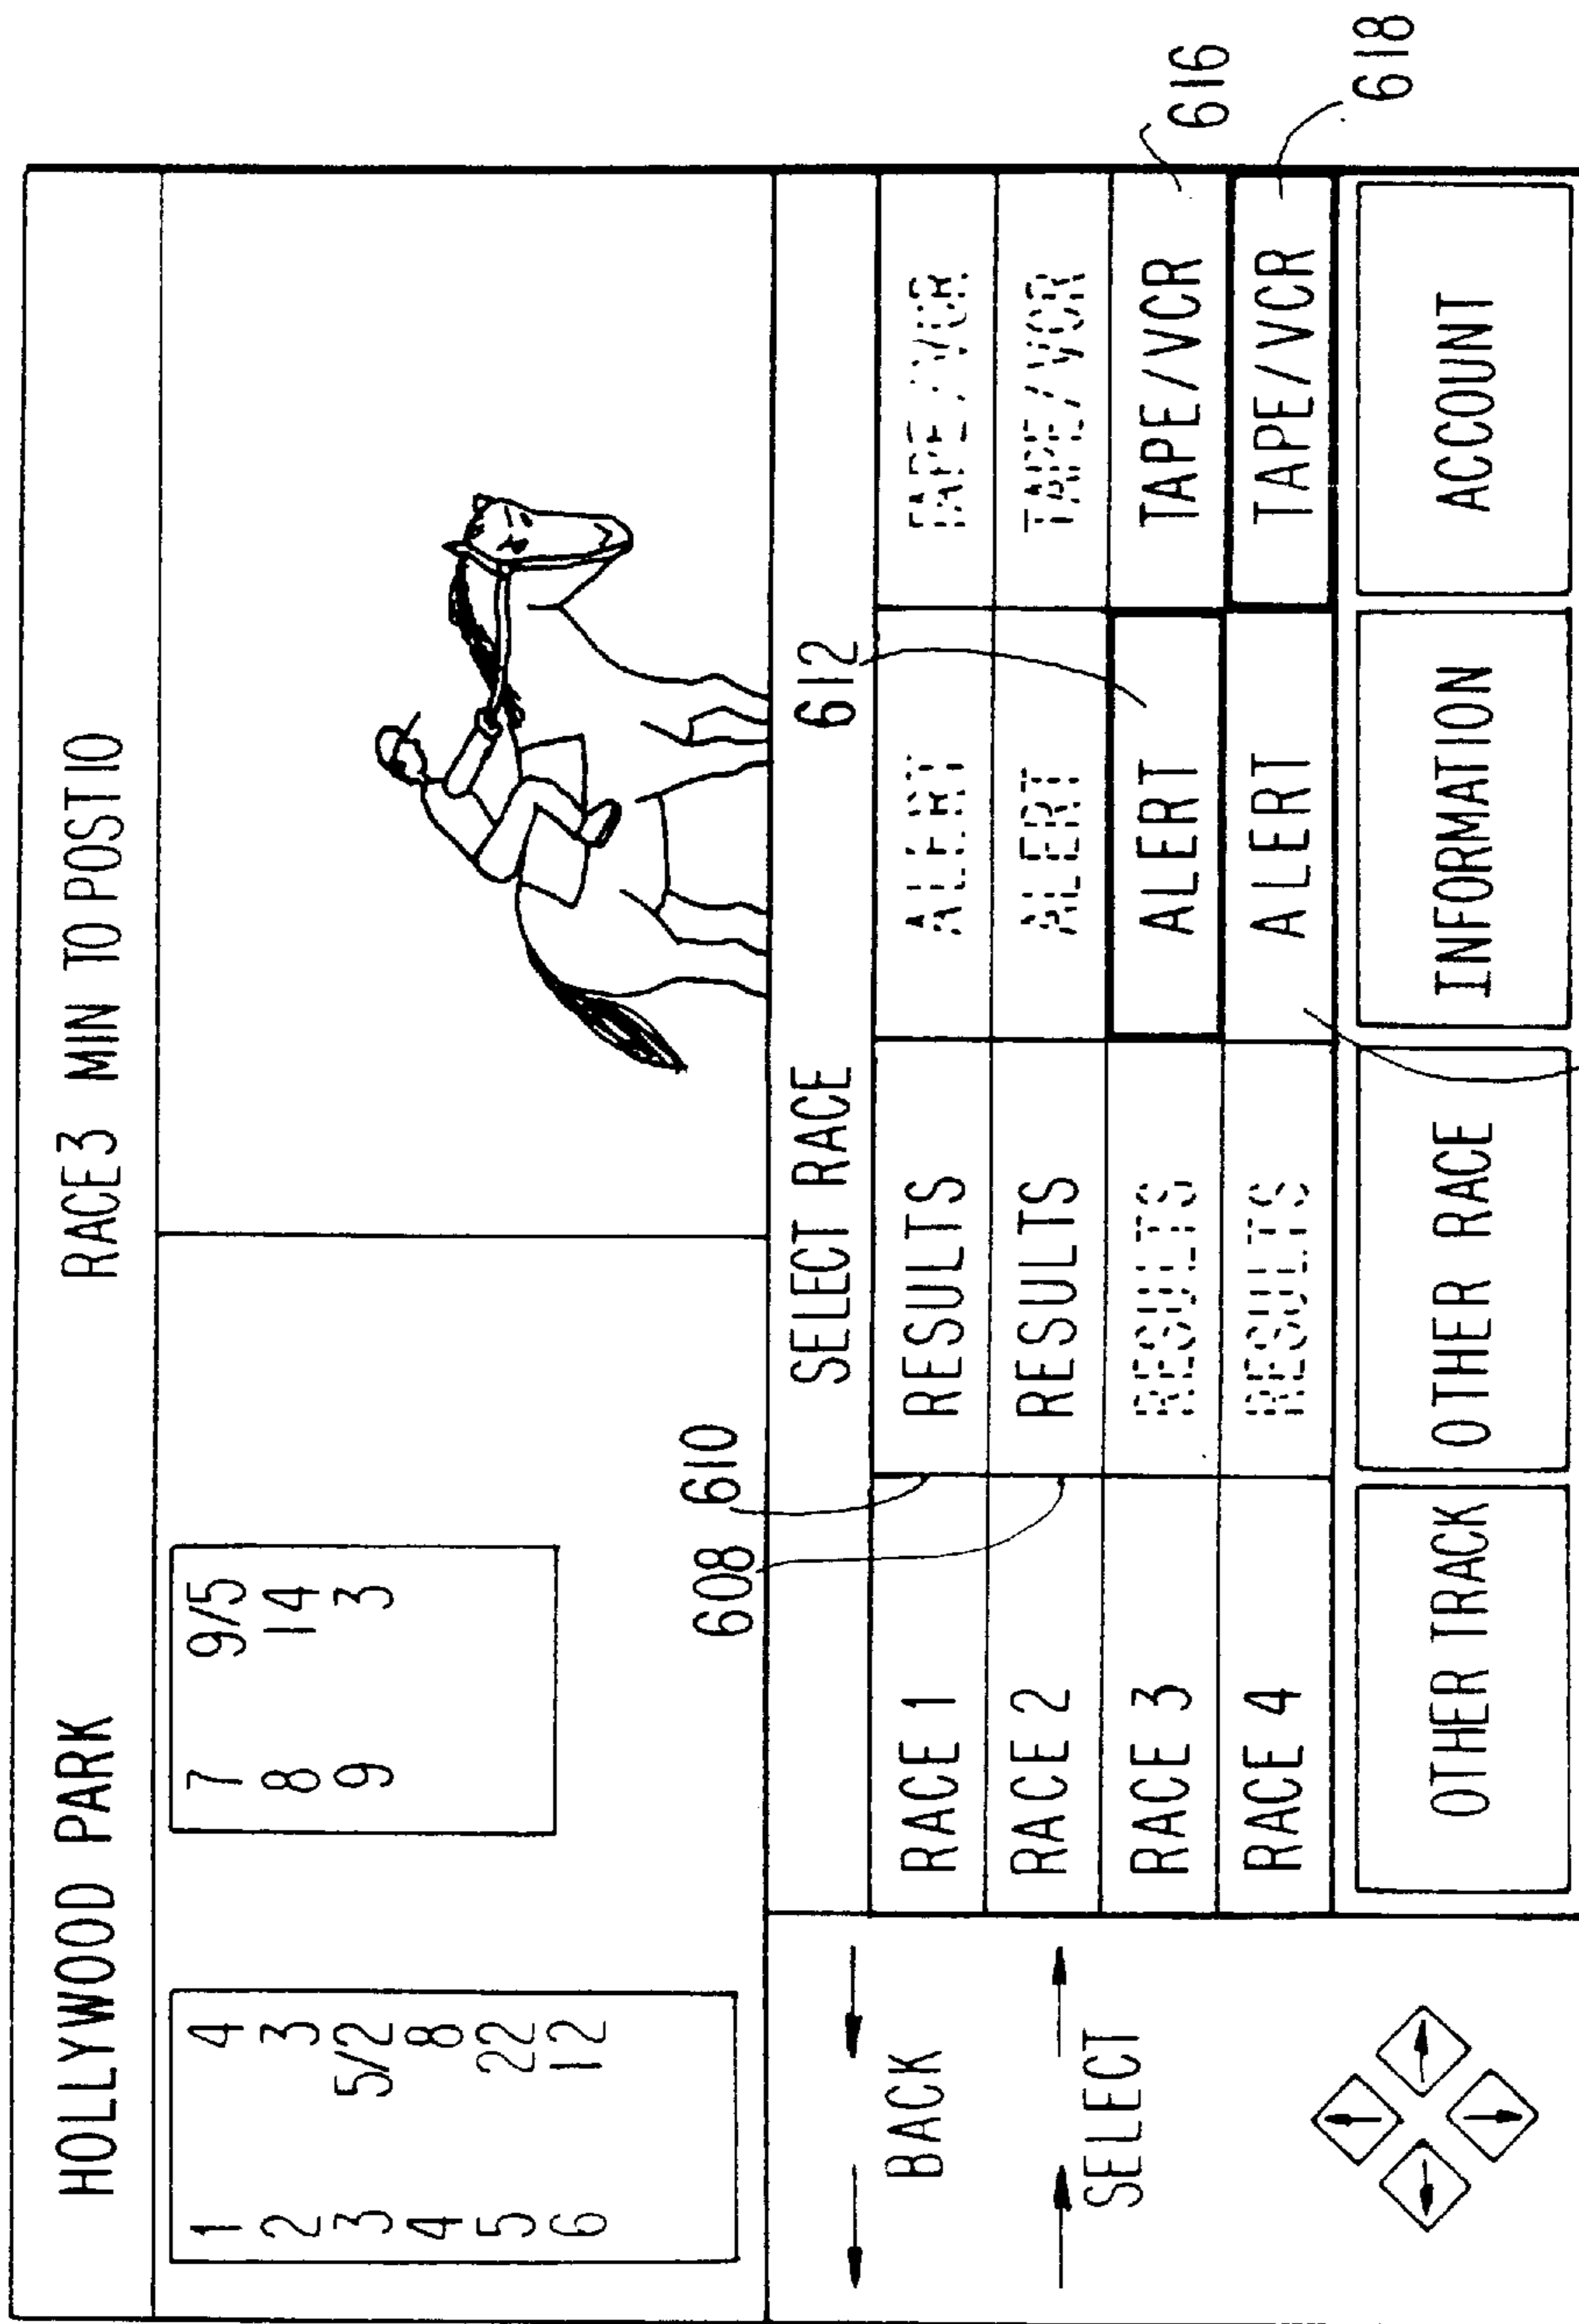 HOLLYWOOD PARK RACE3 MIN TO POST 10
1 4 7 9/5
2 3 8 14
3 5/2 9 3
4 8
5 22
6 12
608 610
SELECT RACE 612
BACK
SELECT
RACE 1 RESULTS ALERT TAPE/VCR
RACE 2 RESULTS ALERT TAPE/VCR
RACE 3 RESULTS ALERT TAPE/VCR 616
RACE 4 RESULTS ALERT TAPE/VCR
618
OTHER TRACK OTHER RACE INFORMATION ACCOUNT